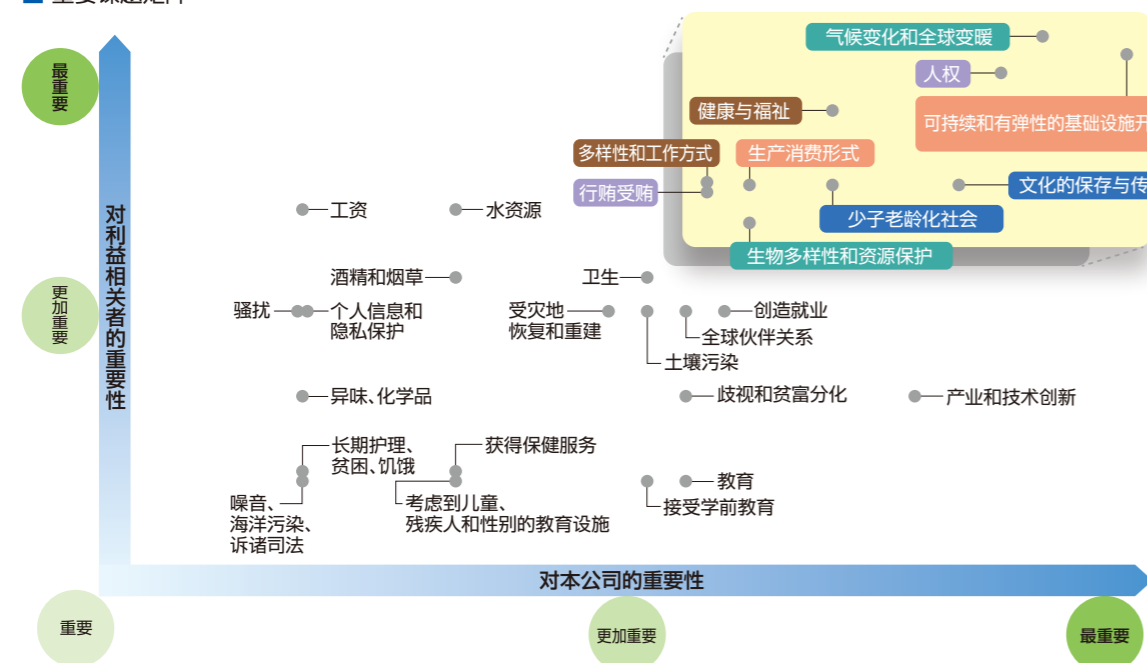 气候变化和全球变暖
最重要
人权
健康与福祉
可持续和有弹性的基础设施开
多样性和工作方式
生产消费形式
行贿受贿
文化的保存与传
工资
水资源
少子老龄化社会
对利益相关者的重要性
生物多样性和资源保护
酒精和烟草
卫生
更加重要
骚扰
个人信息和
隐私保护
受灾地
恢复和重建
创造就业
全球伙伴关系
土壤污染
异味、化学品
歧视和贫富分化
产业和技术创新
长期护理、
贫困、饥饿
获得保健服务
教育
接受学前教育
噪音、
海洋污染、
诉诸司法
考虑到儿童、
残疾人和性别的教育设施
对本公司的重要性
重要
更加重要
最重要